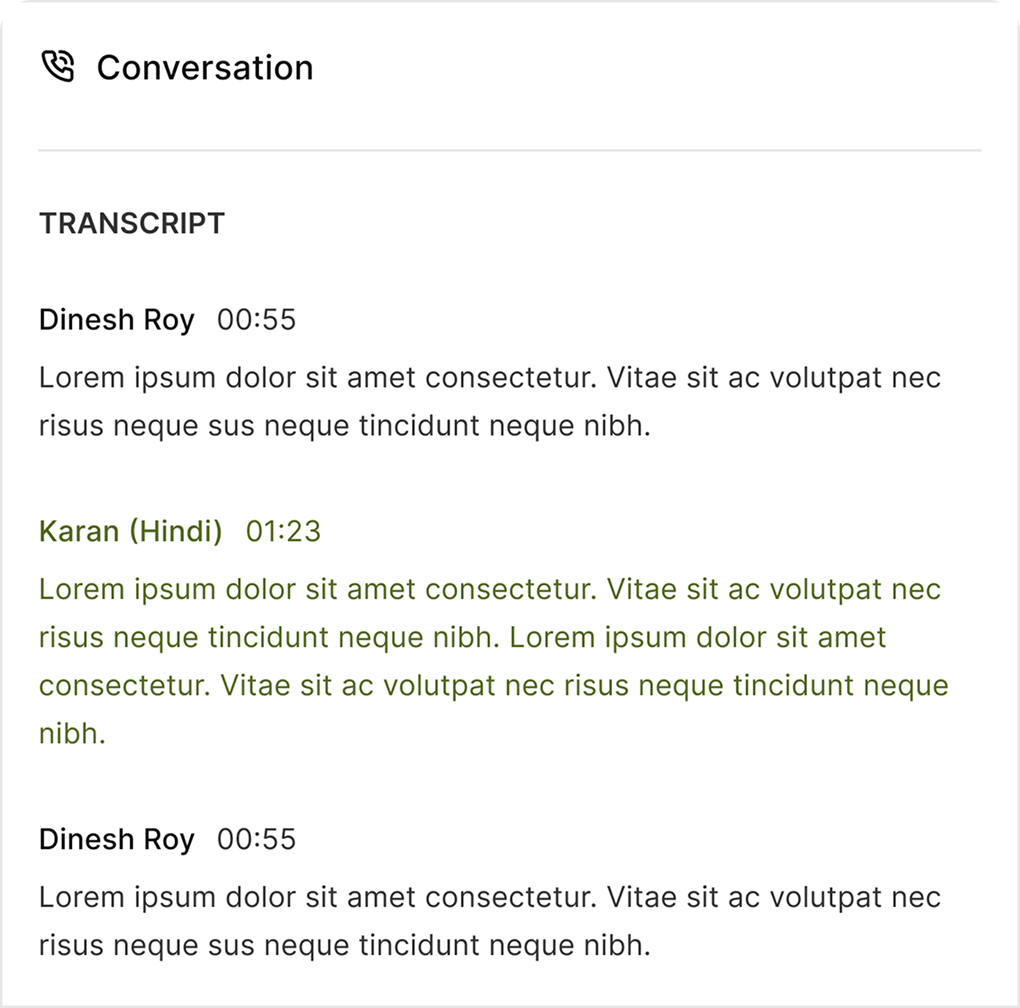 Conversation
TRANSCRIPT
Dinesh Roy 00:55
Lorem ipsum dolor sit amet consectetur. Vitae sit ac volutpat nec
risus neque sus neque tincidunt neque nibh.
Karan (Hindi) 01:23
Lorem ipsum dolor sit amet consectetur. Vitae sit ac volutpat nec
risus neque tincidunt neque nibh. Lorem ipsum dolor sit amet
consectetur. Vitae sit ac volutpat nec risus neque tincidunt neque
nibh.
Dinesh Roy 00:55
Lorem ipsum dolor sit amet consectetur. Vitae sit ac volutpat nec
risus neque sus neque tincidunt neque nibh.